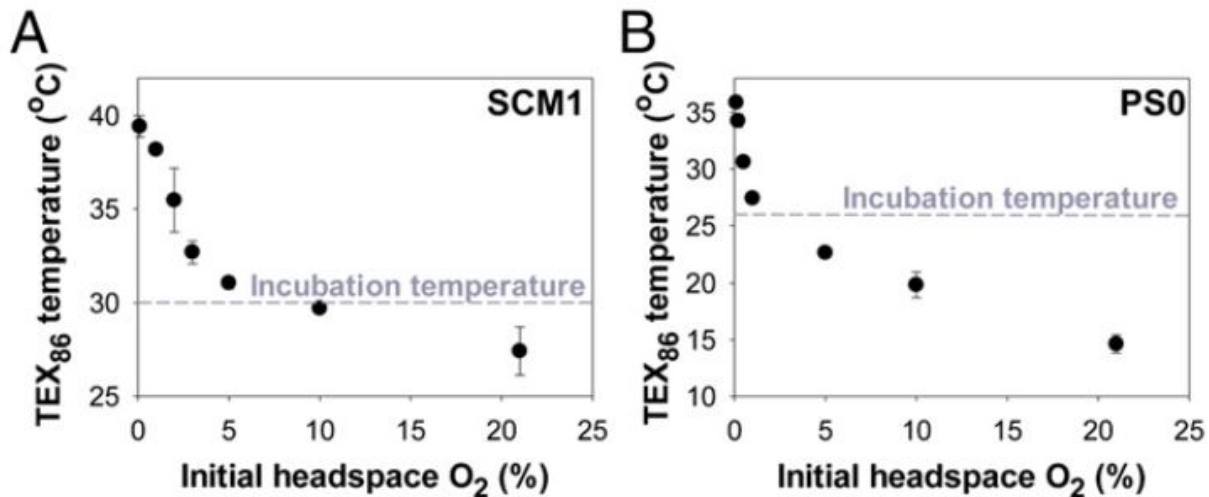 A
TEX₈₆ temperature (°C)
40
35
30
25
SCM1
Incubation temperature
0 5 10 15 20 25
Initial headspace O₂ (%)
B
TEX₈₆ temperature (°C)
35
30
25
20
15
10
PS0
Incubation temperature
0 5 10 15 20 25
Initial headspace O₂ (%)